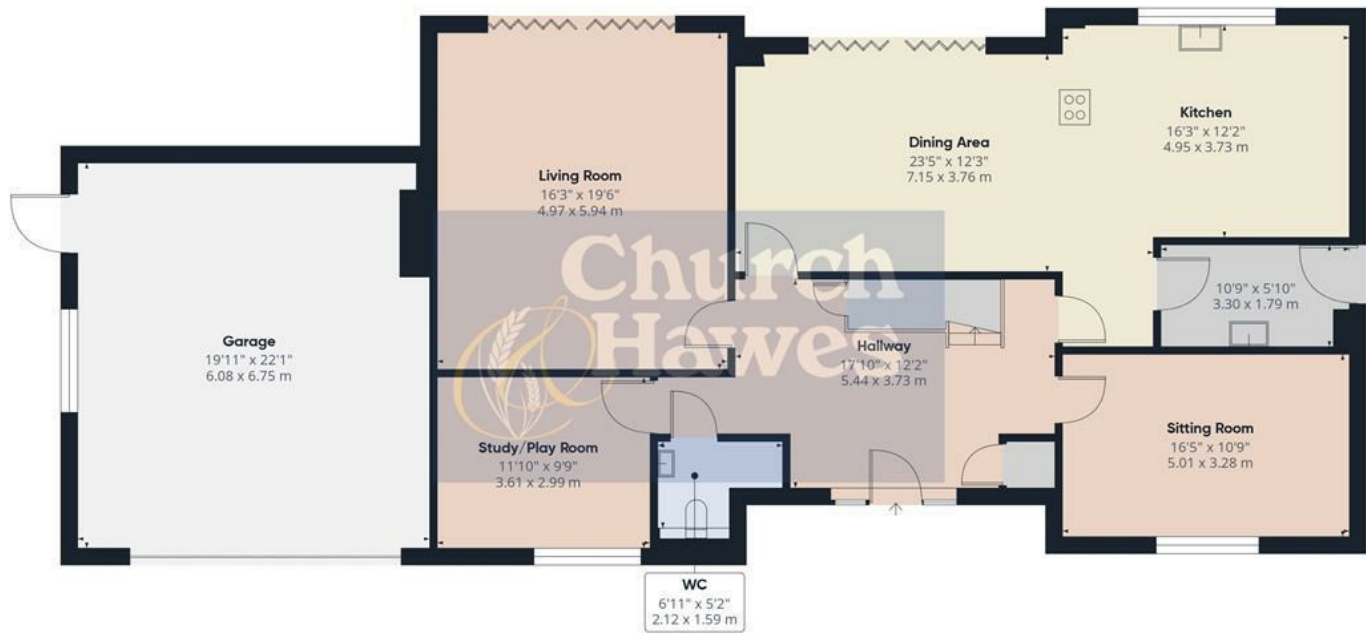 Living Room
16'3" x 19'6"
4.97 x 5.94 m
Dining Area
23'5" x 12'3"
7.15 x 3.76 m
Kitchen
16'3" x 12'2"
4.95 x 3.73 m
Garage
19'11" x 22'1"
6.08 x 6.75 m
Church
& Hawes
Hallway
17'10" x 12'2"
5.44 x 3.73 m
10'9" x 5'10"
3.30 x 1.79 m
Study/Play Room
11'10" x 9'9"
3.61 x 2.99 m
Sitting Room
16'5" x 10'9"
5.01 x 3.28 m
WC
6'11" x 5'2"
2.12 x 1.59 m